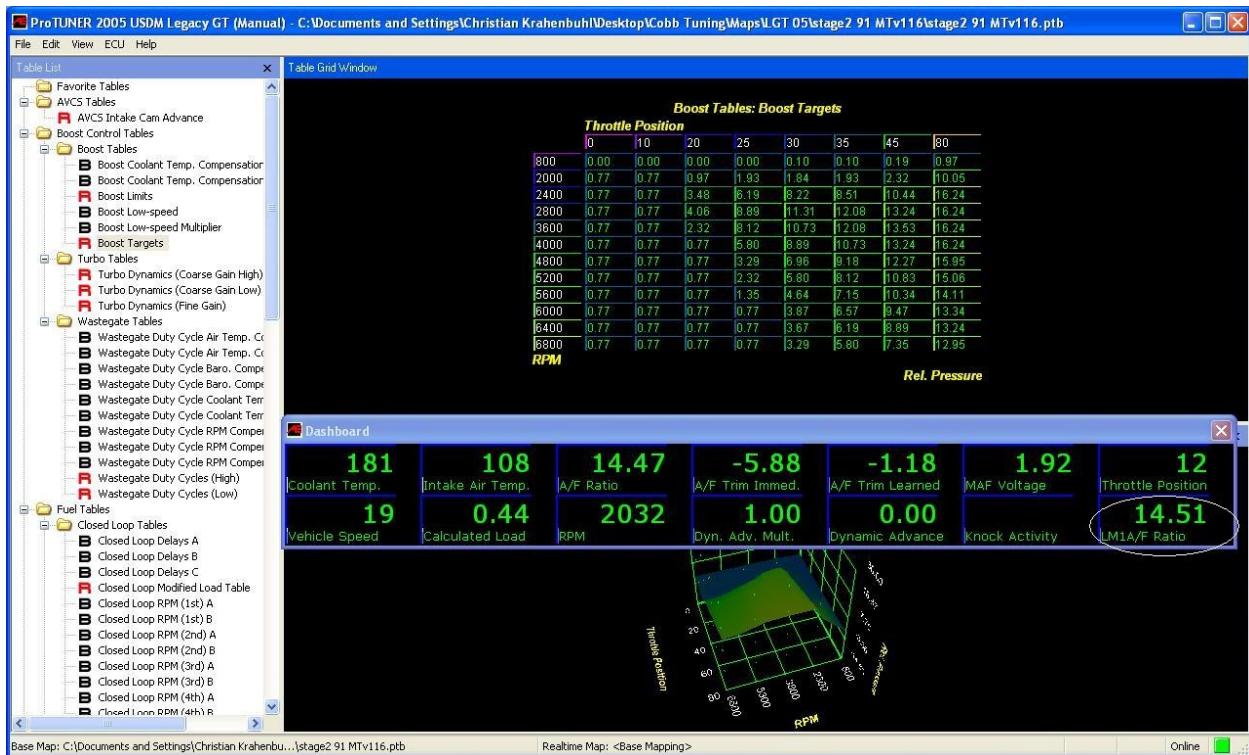 ProTUNER 2005 USDM Legacy GT (Manual) - C:\Documents and Settings\Christian Krahenbuhl\Desktop\Cobb Tuning\Maps\LGT 05\stage2 91 MTv116\stage2 91 MTv116.ptb
File Edit View ECU Help
Table List
Favorite Tables
AVCS Tables
R AVCS Intake Cam Advance
Boost Control Tables
Boost Tables
B Boost Coolant Temp. Compensation
B Boost Coolant Temp. Compensation
R Boost Limits
B Boost Low-speed
B Boost Low-speed Multiplier
R Boost Targets
Turbo Tables
R Turbo Dynamics (Coarse Gain High)
R Turbo Dynamics (Coarse Gain Low)
R Turbo Dynamics (Fine Gain)
Wastegate Tables
B Wastegate Duty Cycle Air Temp. Co
B Wastegate Duty Cycle Air Temp. Co
B Wastegate Duty Cycle Baro. Compe
B Wastegate Duty Cycle Baro. Compe
B Wastegate Duty Cycle Coolant Tem
B Wastegate Duty Cycle Coolant Tem
B Wastegate Duty Cycle RPM Compen
B Wastegate Duty Cycle RPM Compen
B Wastegate Duty Cycle RPM Compen
R Wastegate Duty Cycles (High)
R Wastegate Duty Cycles (Low)
Fuel Tables
Closed Loop Tables
B Closed Loop Delays A
B Closed Loop Delays B
B Closed Loop Delays C
R Closed Loop Modified Load Table
B Closed Loop RPM (1st) A
B Closed Loop RPM (1st) B
B Closed Loop RPM (2nd) A
B Closed Loop RPM (2nd) B
B Closed Loop RPM (3rd) A
B Closed Loop RPM (3rd) B
B Closed Loop RPM (4th) A
B Closed Loop RPM (4th) B
Table Grid Window
Boost Tables: Boost Targets
Throttle Position
0 10 20 25 30 35 45 80
800 0.00 0.00 0.00 0.00 0.10 0.10 0.19 0.97
2000 0.77 0.77 0.97 1.93 1.84 1.93 2.32 10.05
2400 0.77 0.77 3.48 6.19 8.22 8.51 10.44 16.24
2800 0.77 0.77 4.06 8.89 11.31 12.08 13.24 16.24
3600 0.77 0.77 2.32 8.12 10.73 12.08 13.53 16.24
4000 0.77 0.77 0.77 5.80 8.89 10.73 13.24 16.24
4800 0.77 0.77 0.77 3.29 6.96 9.18 12.27 15.95
5200 0.77 0.77 0.77 2.32 5.80 8.12 10.83 15.06
5600 0.77 0.77 0.77 1.35 4.64 7.15 10.34 14.11
6000 0.77 0.77 0.77 0.77 3.87 6.57 9.47 13.34
6400 0.77 0.77 0.77 0.77 3.67 6.19 8.89 13.24
6800 0.77 0.77 0.77 0.77 3.29 5.80 7.35 12.95
RPM
Rel. Pressure
Dashboard
181 108 14.47 -5.88 -1.18 1.92 12
Coolant Temp. Intake Air Temp. A/F Ratio A/F Trim Immed. A/F Trim Learned MAF Voltage Throttle Position
19 0.44 2032 1.00 0.00 14.51
Vehicle Speed Calculated Load RPM Dyn. Adv. Mult. Dynamic Advance Knock Activity LM1A/F Ratio
0
20
40
60
80
Throttle Position
6800 5300 3800 2300 800
RPM
Base Map: C:\Documents and Settings\Christian Krahenbu...\stage2 91 MTv116.ptb
Realtime Map: <Base Mapping>
Online